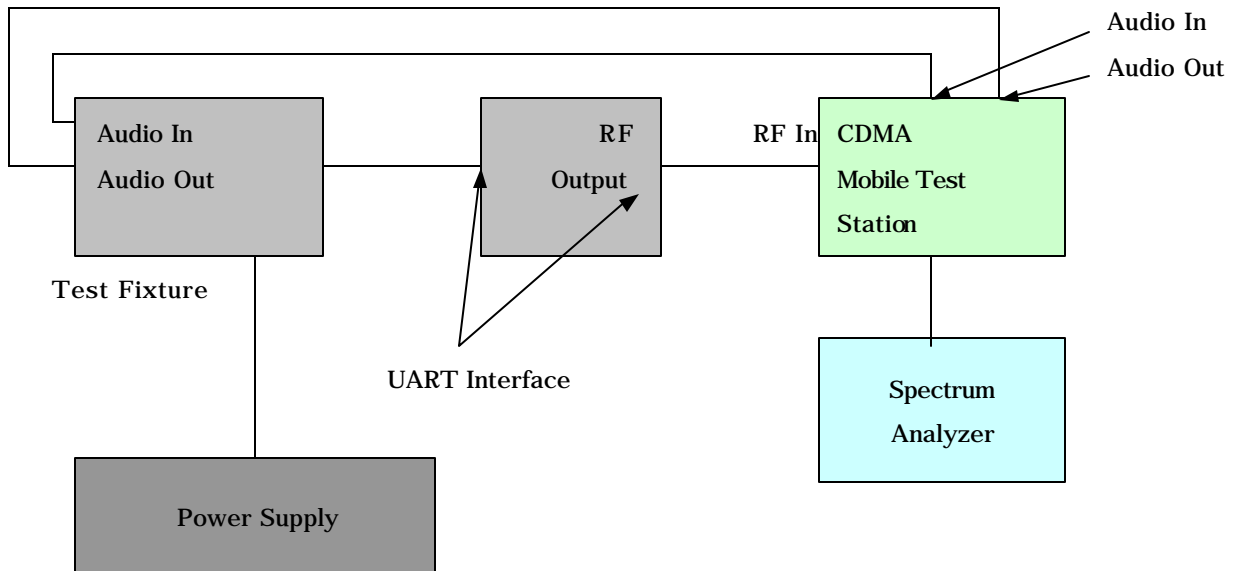 Audio In
Audio Out
Audio In
Audio Out
RF
Output
RF In
CDMA
Mobile Test
Station
Test Fixture
UART Interface
Spectrum
Analyzer
Power Supply